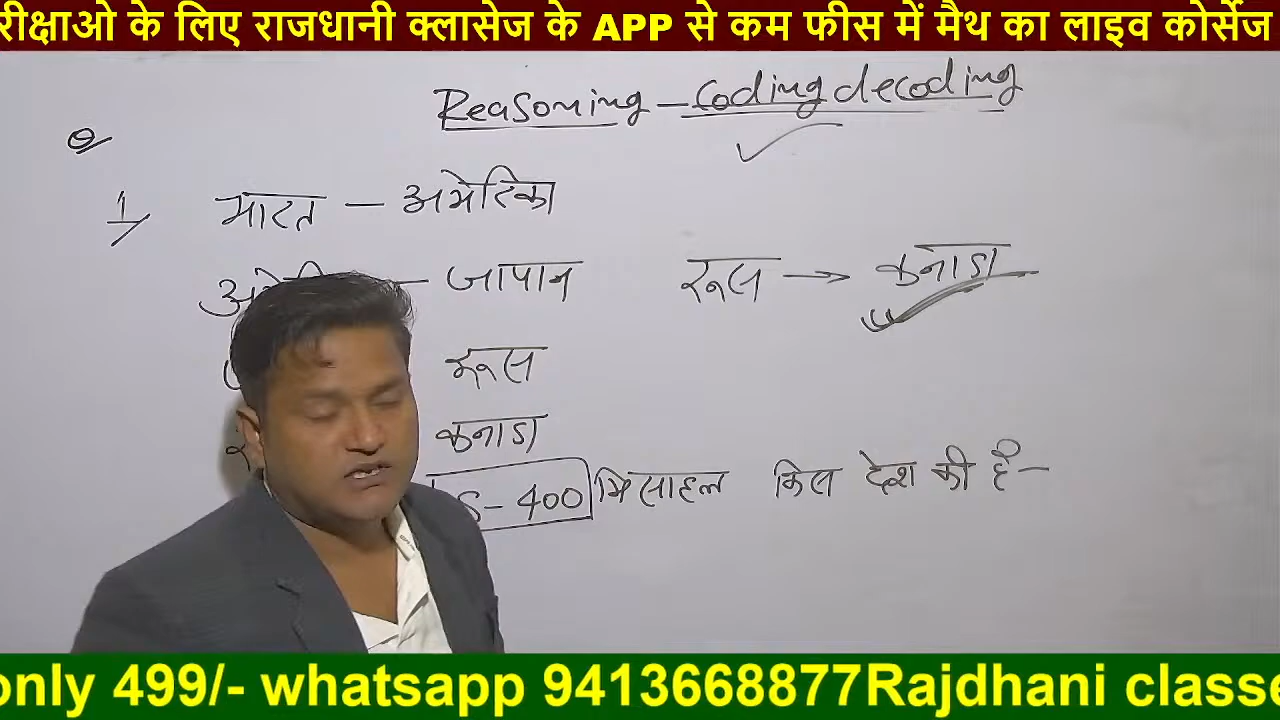 रीक्षाओ के लिए राजधानी क्लासेज के APP से कम फीस में मैथ का लाइव कोर्सेज
Reasoning - Coding decoding
Q
1 भारत - अमेरिका
- जापान रूस → कनाडा
रूस
कनाडा
S-400 मिसाइल किस देश की है-
only 499/- whatsapp 9413668877Rajdhani classe